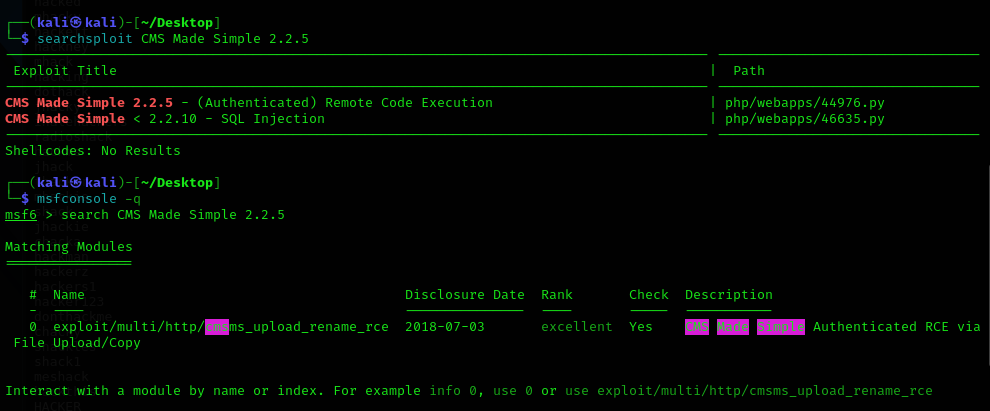 (kali㉿kali)-[~/Desktop]
$ searchsploit CMS Made Simple 2.2.5
Exploit Title | Path
CMS Made Simple 2.2.5 - (Authenticated) Remote Code Execution | php/webapps/44976.py
CMS Made Simple < 2.2.10 - SQL Injection | php/webapps/46635.py
Shellcodes: No Results
(kali㉿kali)-[~/Desktop]
$ msfconsole -q
msf6 > search CMS Made Simple 2.2.5
Matching Modules
================
# Name Disclosure Date Rank Check Description
- ---- --------------- ---- ----- -----------
0 exploit/multi/http/cmsms_upload_rename_rce 2018-07-03 excellent Yes CMS Made Simple Authenticated RCE via
File Upload/Copy
Interact with a module by name or index. For example info 0, use 0 or use exploit/multi/http/cmsms_upload_rename_rce